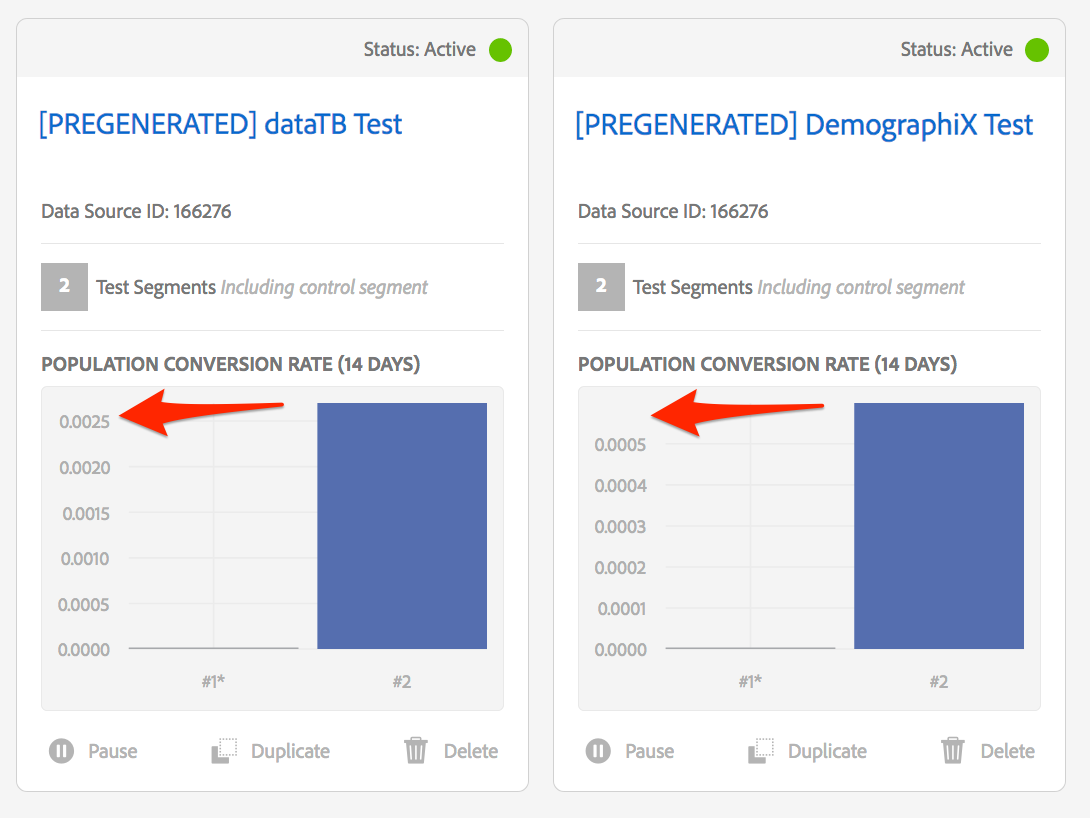 Status: Active
[PREGENERATED] dataTB Test
Data Source ID: 166276
2 Test Segments Including control segment
POPULATION CONVERSION RATE (14 DAYS)
0.0025
0.0020
0.0015
0.0010
0.0005
0.0000
#1* #2
Pause Duplicate Delete
Status: Active
[PREGENERATED] DemographiX Test
Data Source ID: 166276
2 Test Segments Including control segment
POPULATION CONVERSION RATE (14 DAYS)
0.0005
0.0004
0.0003
0.0002
0.0001
0.0000
#1* #2
Pause Duplicate Delete